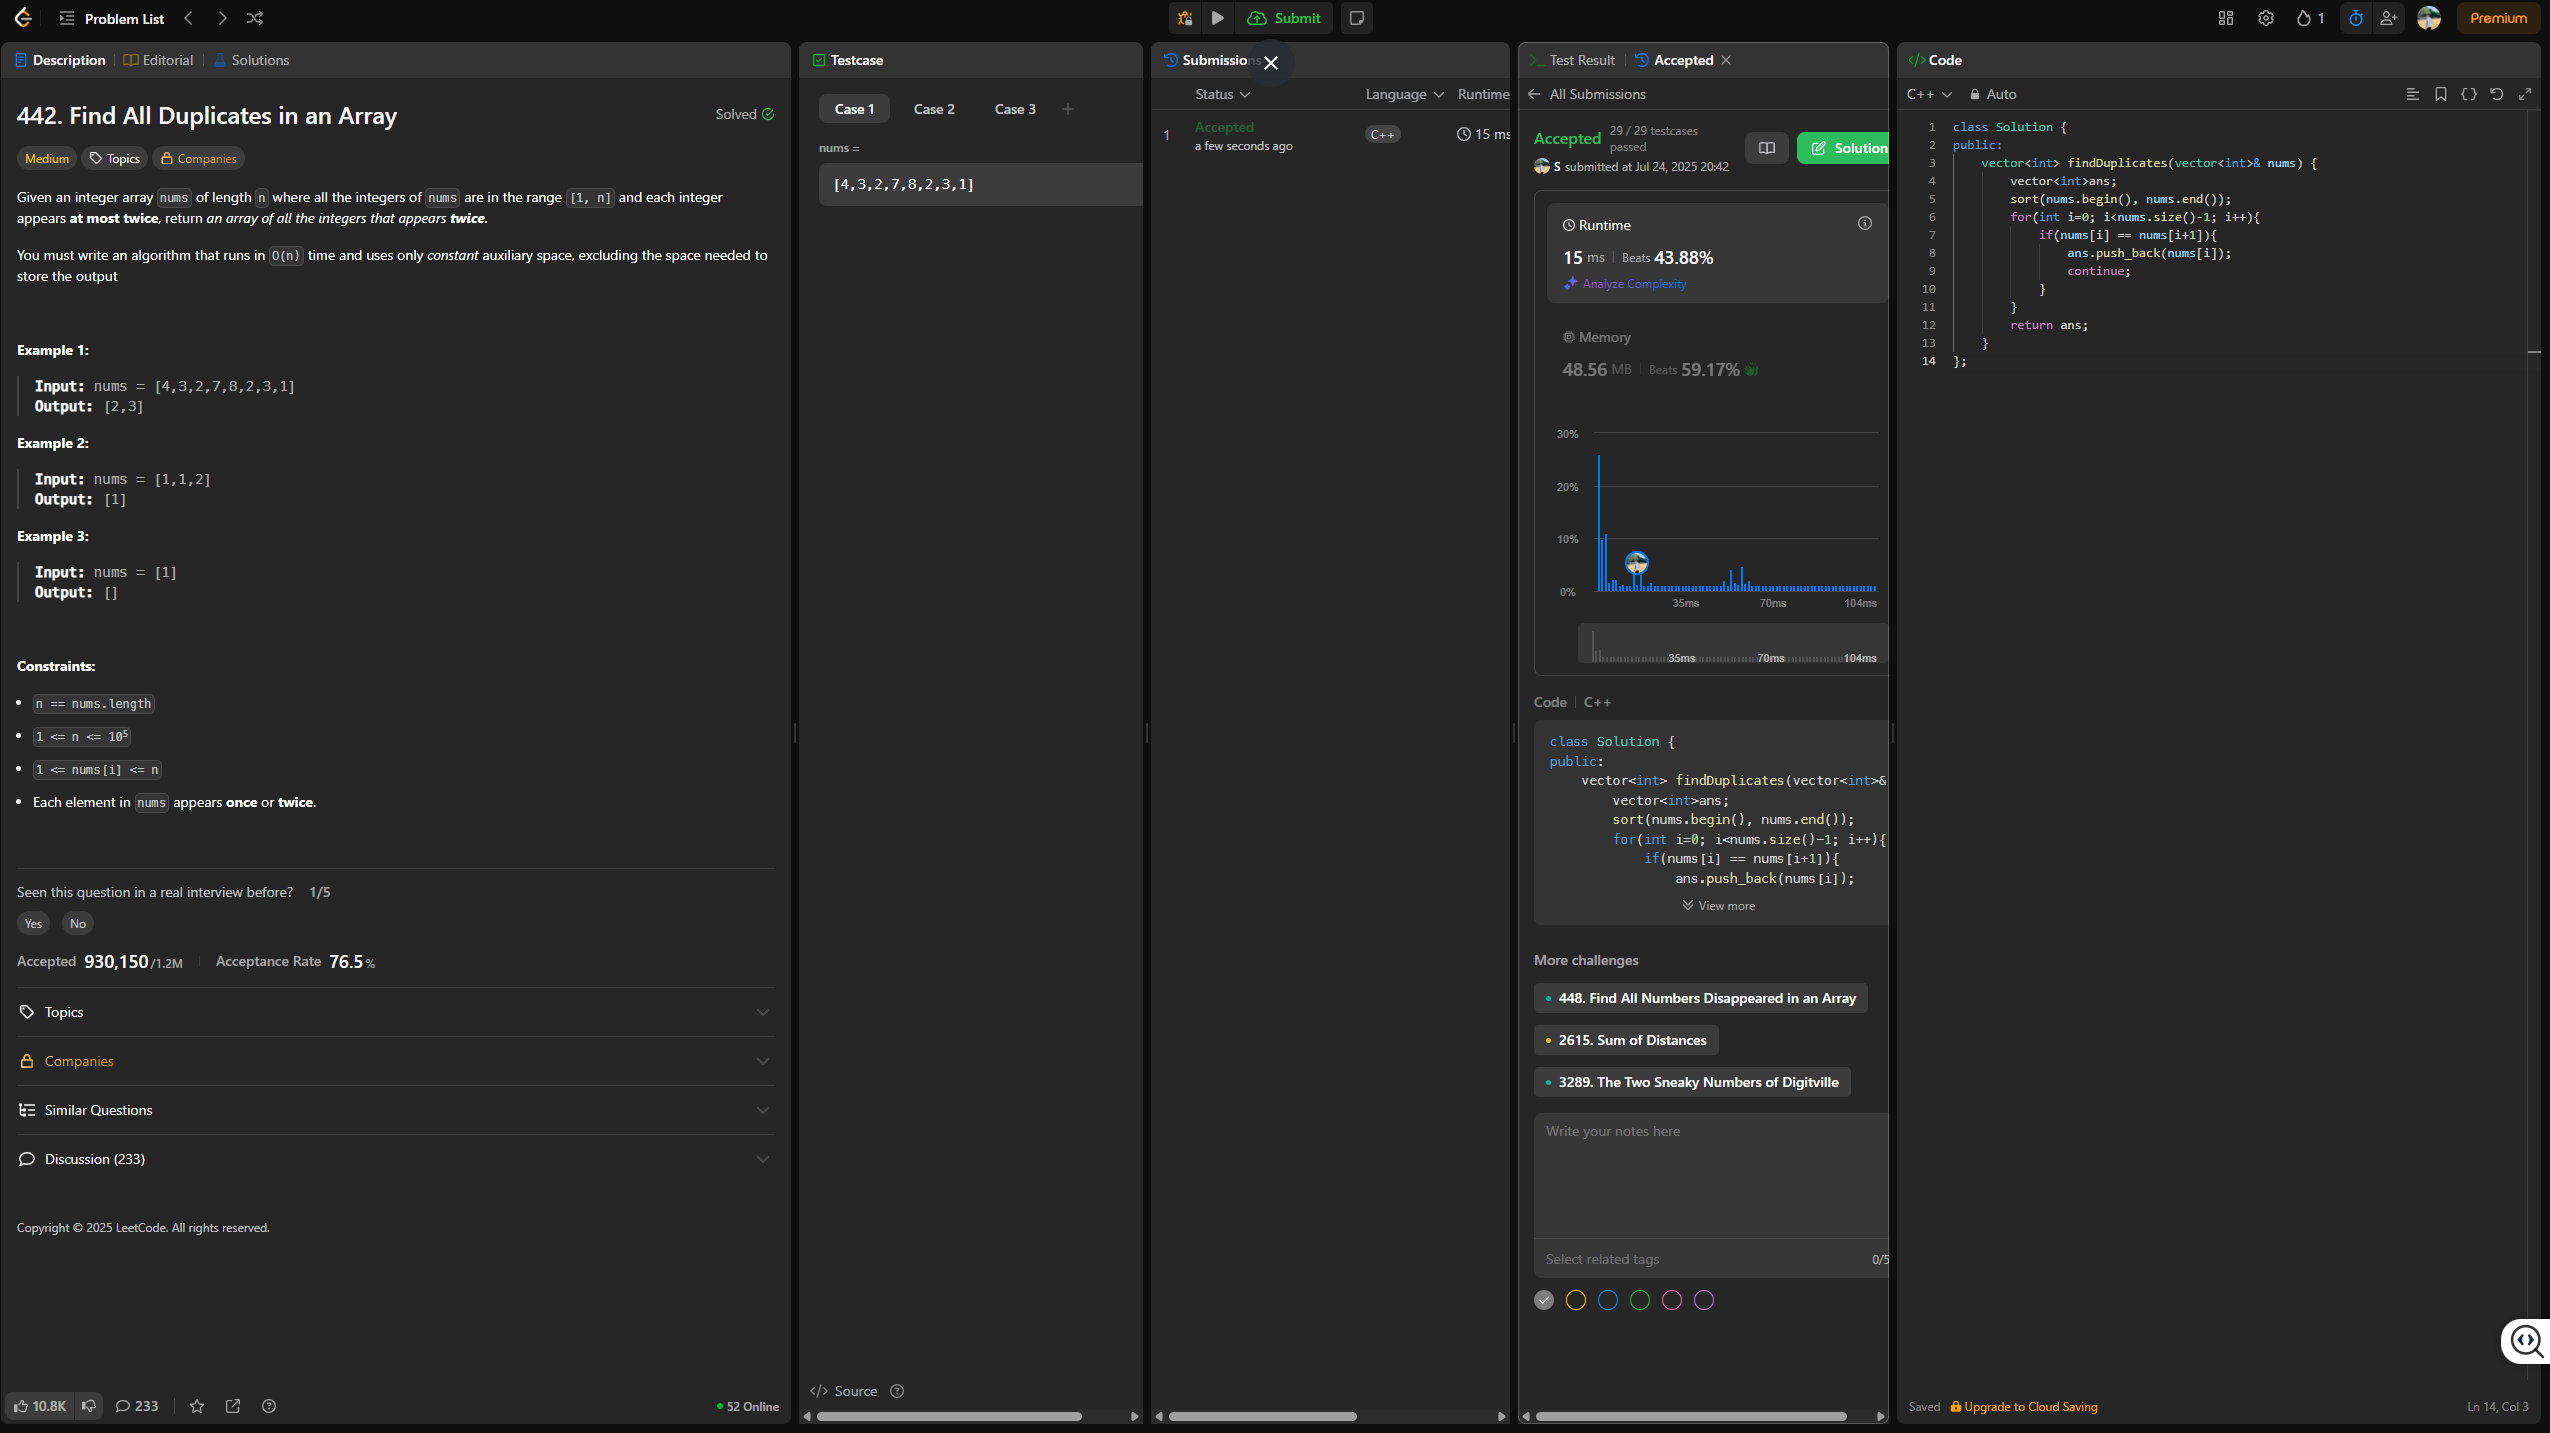 Problem List
Submit
1
Premium
Description
Editorial
Solutions
442. Find All Duplicates in an Array
Solved
Medium
Topics
Companies
Given an integer array nums of length n where all the integers of nums are in the range [1, n] and each integer
appears at most twice, return an array of all the integers that appears twice.
You must write an algorithm that runs in O(n) time and uses only constant auxiliary space, excluding the space needed to
store the output
Example 1:
Input: nums = [4,3,2,7,8,2,3,1]
Output: [2,3]
Example 2:
Input: nums = [1,1,2]
Output: [1]
Example 3:
Input: nums = [1]
Output: []
Constraints:
n == nums.length
1 <= n <= 10⁵
1 <= nums[i] <= n
Each element in nums appears once or twice.
Seen this question in a real interview before? 1/5
Yes
No
Accepted 930,150/1.2M
Acceptance Rate 76.5%
Topics
Companies
Similar Questions
Discussion (233)
Copyright © 2025 LeetCode. All rights reserved.
10.8K
233
52 Online
Testcase
Case 1
Case 2
Case 3
nums =
[4,3,2,7,8,2,3,1]
</> Source
Submission
Status
Language
Runtime
1
Accepted
a few seconds ago
C++
15 ms
Test Result
Accepted
All Submissions
Accepted
29 / 29 testcases
passed
S submitted at Jul 24, 2025 20:42
Solution
Runtime
15 ms
Beats 43.88%
Analyze Complexity
Memory
48.56 MB
Beats 59.17%
30%
20%
10%
0%
35ms
70ms
104ms
35ms
70ms
104ms
Code
C++
class Solution {
public:
vector<int> findDuplicates(vector<int>&
vector<int>ans;
sort(nums.begin(), nums.end());
for(int i=0; i<nums.size()-1; i++){
if(nums[i] == nums[i+1]){
ans.push_back(nums[i]);
View more
More challenges
448. Find All Numbers Disappeared in an Array
2615. Sum of Distances
3289. The Two Sneaky Numbers of Digitville
Write your notes here
Select related tags
0/5
</> Code
C++
Auto
1 class Solution {
2 public:
3 vector<int> findDuplicates(vector<int>& nums) {
4 vector<int>ans;
5 sort(nums.begin(), nums.end());
6 for(int i=0; i<nums.size()-1; i++){
7 if(nums[i] == nums[i+1]){
8 ans.push_back(nums[i]);
9 continue;
10 }
11 }
12 return ans;
13 }
14 };
Saved
Upgrade to Cloud Saving
Ln 14, Col 3